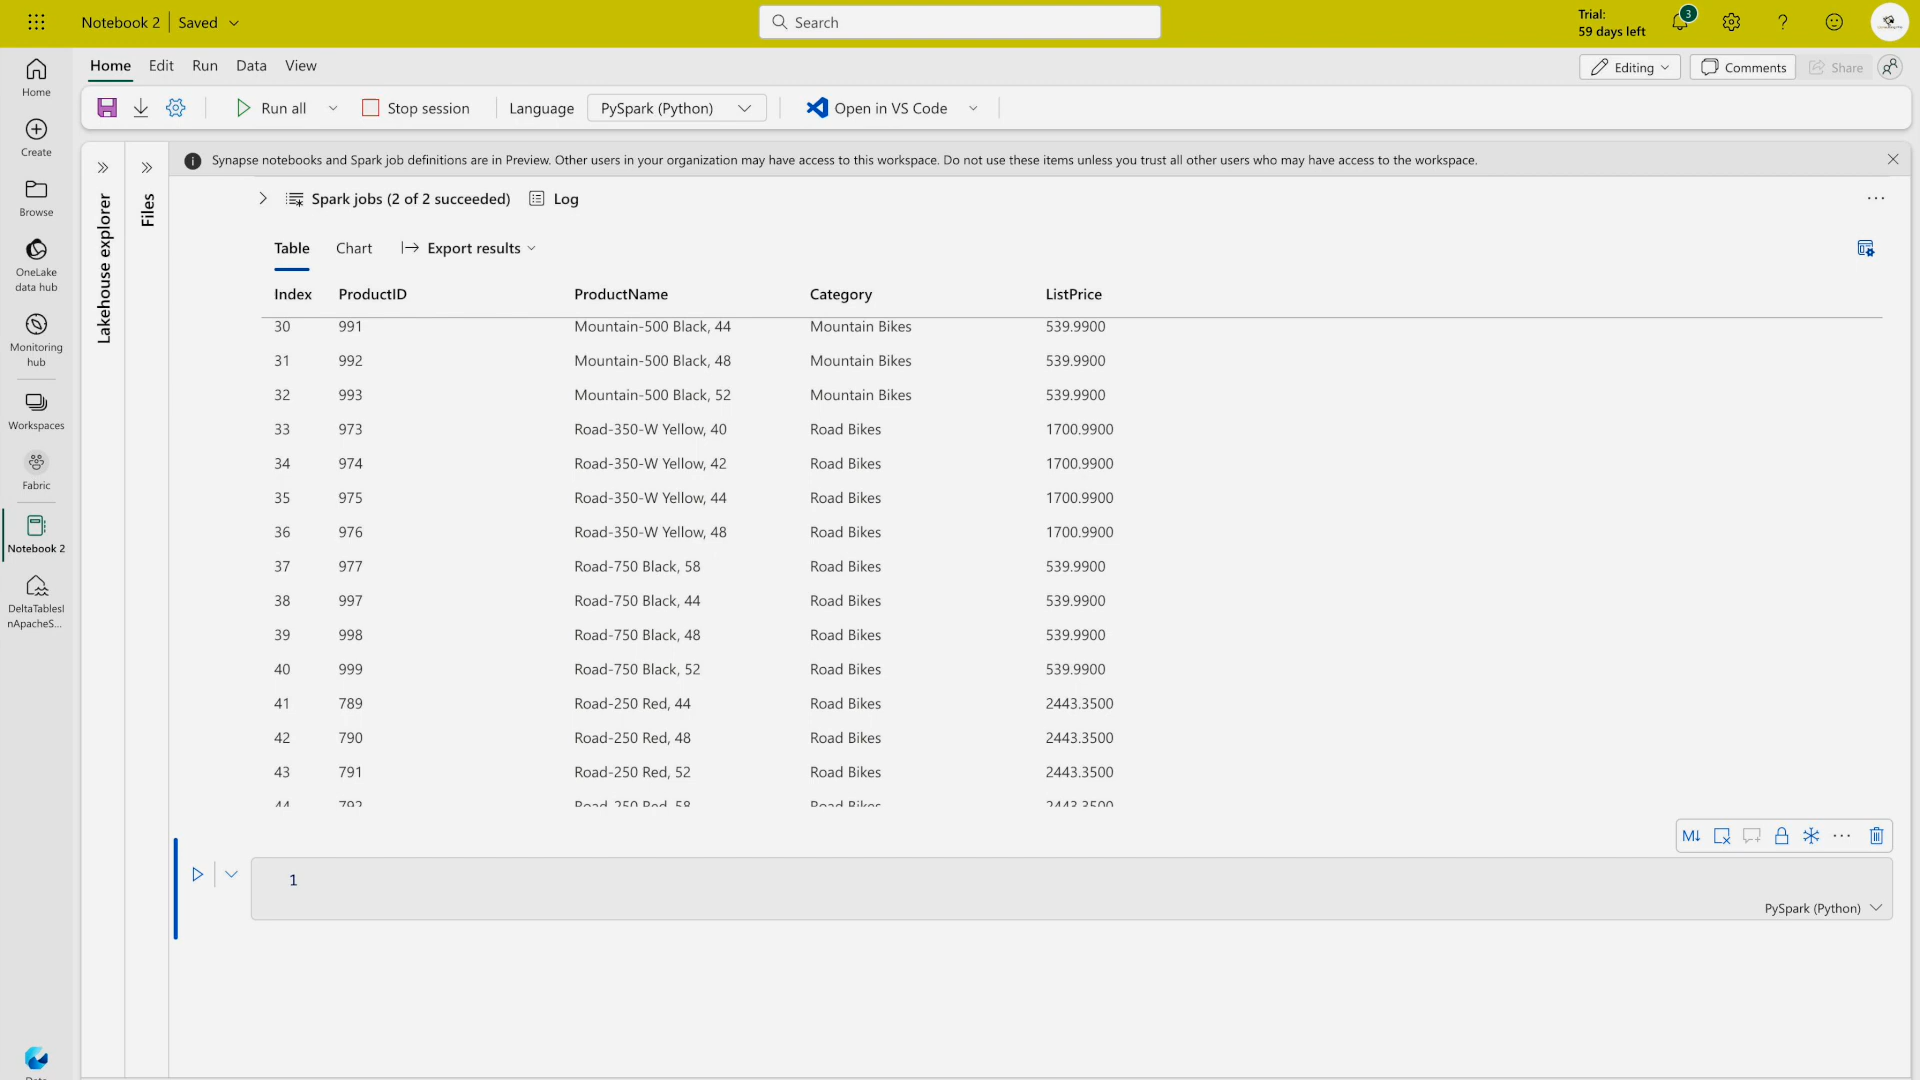 Notebook 2 | Saved
Search
Trial:
59 days left
3
Home Edit Run Data View
Editing
Comments
Share
Run all
Stop session
Language
PySpark (Python)
Open in VS Code
Home
Create
Browse
OneLake
data hub
Monitoring
hub
Workspaces
Fabric
Notebook 2
DeltaTablesI
nApacheS...
Lakehouse explorer
Files
Synapse notebooks and Spark job definitions are in Preview. Other users in your organization may have access to this workspace. Do not use these items unless you trust all other users who may have access to the workspace.
Spark jobs (2 of 2 succeeded) Log
Table Chart Export results
Index ProductID ProductName Category ListPrice
30 991 Mountain-500 Black, 44 Mountain Bikes 539.9900
31 992 Mountain-500 Black, 48 Mountain Bikes 539.9900
32 993 Mountain-500 Black, 52 Mountain Bikes 539.9900
33 973 Road-350-W Yellow, 40 Road Bikes 1700.9900
34 974 Road-350-W Yellow, 42 Road Bikes 1700.9900
35 975 Road-350-W Yellow, 44 Road Bikes 1700.9900
36 976 Road-350-W Yellow, 48 Road Bikes 1700.9900
37 977 Road-750 Black, 58 Road Bikes 539.9900
38 997 Road-750 Black, 44 Road Bikes 539.9900
39 998 Road-750 Black, 48 Road Bikes 539.9900
40 999 Road-750 Black, 52 Road Bikes 539.9900
41 789 Road-250 Red, 44 Road Bikes 2443.3500
42 790 Road-250 Red, 48 Road Bikes 2443.3500
43 791 Road-250 Red, 52 Road Bikes 2443.3500
44 792 Road-250 Red, 58 Road Bikes 2443.3500
M↓
1
PySpark (Python)